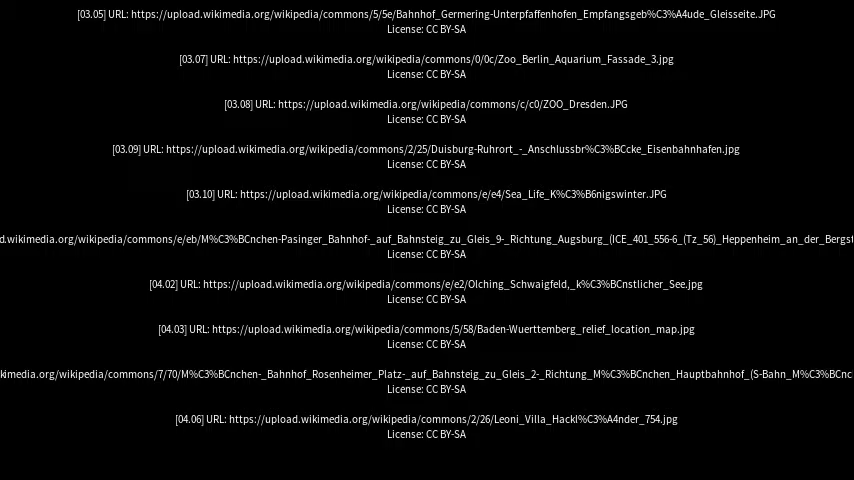 [03.05] URL: https://upload.wikimedia.org/wikipedia/commons/5/5e/Bahnhof_Germering-Unterpfaffenhofen_Empfangsgeb%C3%A4ude_Gleisseite.JPG
License: CC BY-SA
[03.07] URL: https://upload.wikimedia.org/wikipedia/commons/0/0c/Zoo_Berlin_Aquarium_Fassade_3.jpg
License: CC BY-SA
[03.08] URL: https://upload.wikimedia.org/wikipedia/commons/c/c0/ZOO_Dresden.JPG
License: CC BY-SA
[03.09] URL: https://upload.wikimedia.org/wikipedia/commons/2/25/Duisburg-Ruhrort_-_Anschlussbr%C3%BCcke_Eisenbahnhafen.jpg
License: CC BY-SA
[03.10] URL: https://upload.wikimedia.org/wikipedia/commons/e/e4/Sea_Life_K%C3%B6nigswinter.JPG
License: CC BY-SA
d.wikimedia.org/wikipedia/commons/e/eb/M%C3%BCnchen-Pasinger_Bahnhof-_auf_Bahnsteig_zu_Gleis_9-_Richtung_Augsburg_(ICE_401_556-6_(Tz_56)_Heppenheim_an_der_Bergst
License: CC BY-SA
[04.02] URL: https://upload.wikimedia.org/wikipedia/commons/e/e2/Olching_Schwaigfeld,_k%C3%BCnstlicher_See.jpg
License: CC BY-SA
[04.03] URL: https://upload.wikimedia.org/wikipedia/commons/5/58/Baden-Wuerttemberg_relief_location_map.jpg
License: CC BY-SA
kimedia.org/wikipedia/commons/7/70/M%C3%BCnchen-_Bahnhof_Rosenheimer_Platz-_auf_Bahnsteig_zu_Gleis_2-_Richtung_M%C3%BCnchen_Hauptbahnhof_(S-Bahn_M%C3%BCnc
License: CC BY-SA
[04.06] URL: https://upload.wikimedia.org/wikipedia/commons/2/26/Leoni_Villa_Hackl%C3%A4nder_754.jpg
License: CC BY-SA